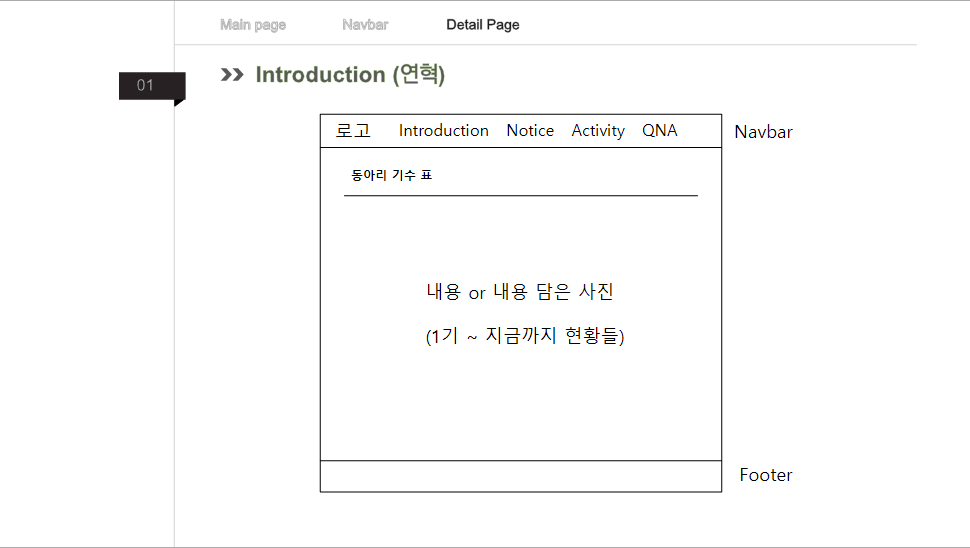 Main page Navbar Detail Page
01
Introduction (연혁)
로고 Introduction Notice Activity QNA Navbar
동아리 기수 표
내용 or 내용 담은 사진
(1기 ~ 지금까지 현황들)
Footer